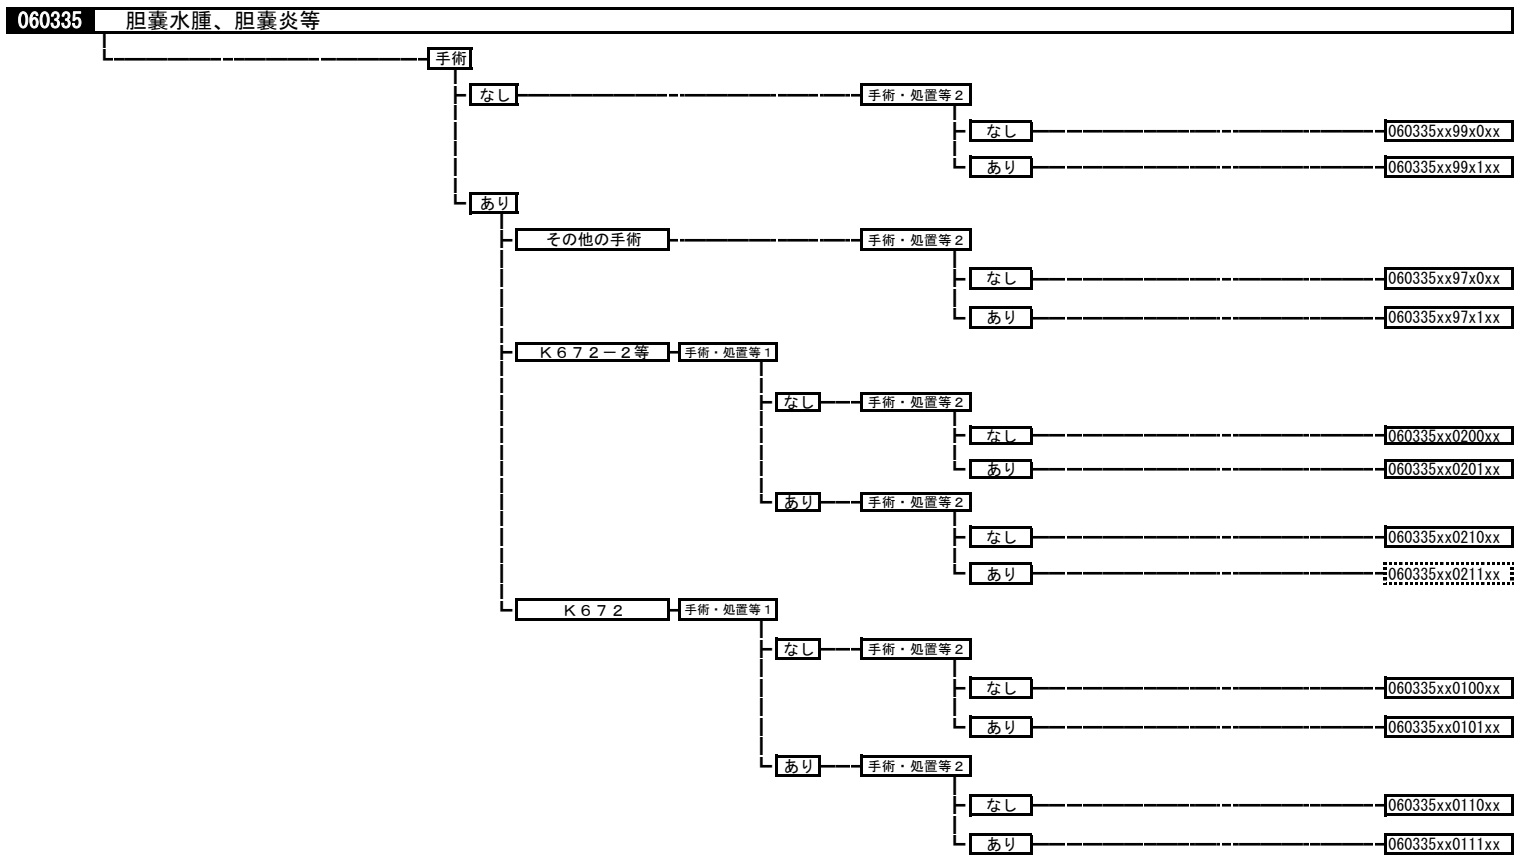 060335 胆嚢水腫、胆嚢炎等
手術
なし 手術・処置等２
なし 060335xx99x0xx
あり 060335xx99x1xx
あり
その他の手術 手術・処置等２
なし 060335xx97x0xx
あり 060335xx97x1xx
Ｋ６７２－２等 手術・処置等１
なし 手術・処置等２
なし 060335xx0200xx
あり 060335xx0201xx
あり 手術・処置等２
なし 060335xx0210xx
あり 060335xx0211xx
Ｋ６７２ 手術・処置等１
なし 手術・処置等２
なし 060335xx0100xx
あり 060335xx0101xx
あり 手術・処置等２
なし 060335xx0110xx
あり 060335xx0111xx